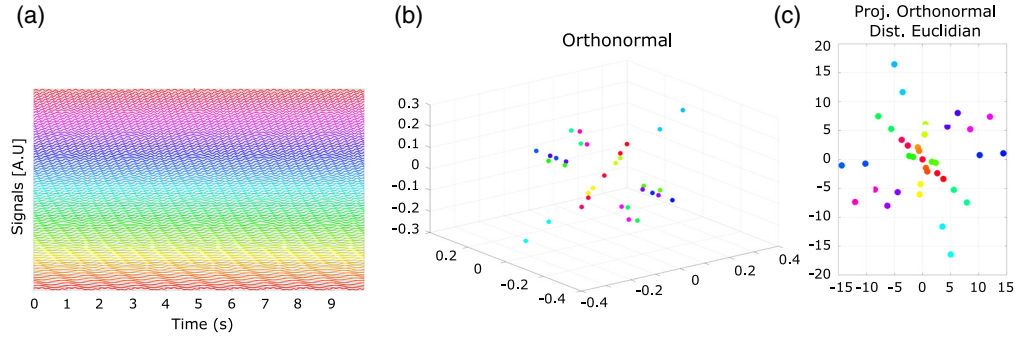 (a)
Signals [A.U]
0 1 2 3 4 5 6 7 8 9
Time (s)
(b)
Orthonormal
0.3
0.2
0.1
0
-0.1
-0.2
-0.3
0.2
0
-0.2
-0.4
-0.4
-0.2
0
0.2
0.4
(c)
Proj. Orthonormal
Dist. Euclidian
20
15
10
5
0
-5
-10
-15
-20
-15 -10 -5 0 5 10 15